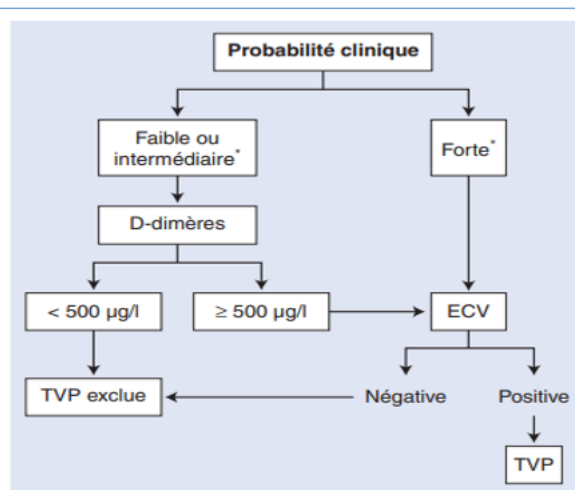 Probabilité clinique
Faible ou
intermédiaire*
Forte*
D-dimères
< 500 µg/l
≥ 500 µg/l
ECV
TVP exclue
Négative
Positive
TVP